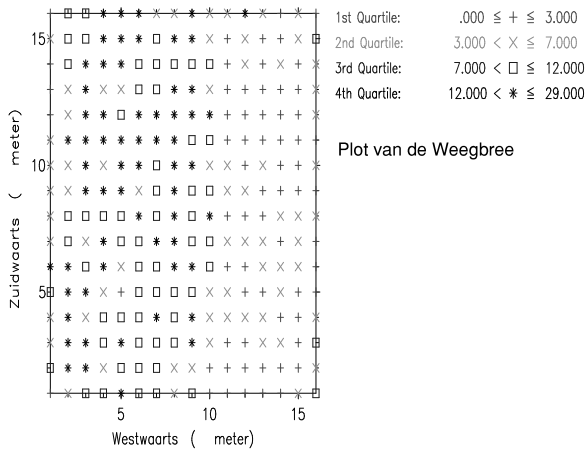 1st Quartile: .000 ≤ + ≤ 3.000
2nd Quartile: 3.000 < × ≤ 7.000
3rd Quartile: 7.000 < □ ≤ 12.000
4th Quartile: 12.000 < * ≤ 29.000
Plot van de Weegbree
15
10
5
Zuidwaarts ( meter)
5 10 15
Westwaarts ( meter)